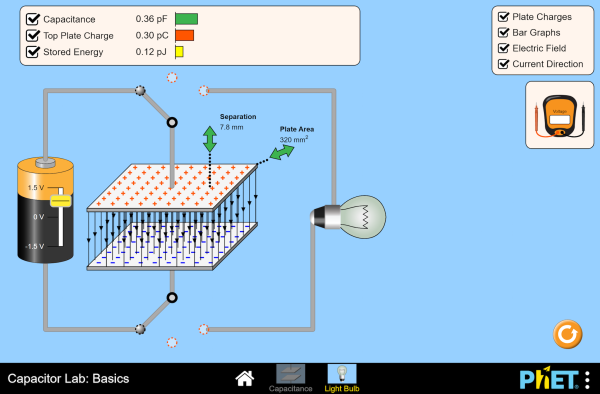 Capacitance 0.36 pF
Top Plate Charge 0.30 pC
Stored Energy 0.12 pJ
Plate Charges
Bar Graphs
Electric Field
Current Direction
Voltage
Separation
7.8 mm
Plate Area
320 mm²
1.5 V
0 V
-1.5 V
Capacitor Lab: Basics
Capacitance
Light Bulb
PhET